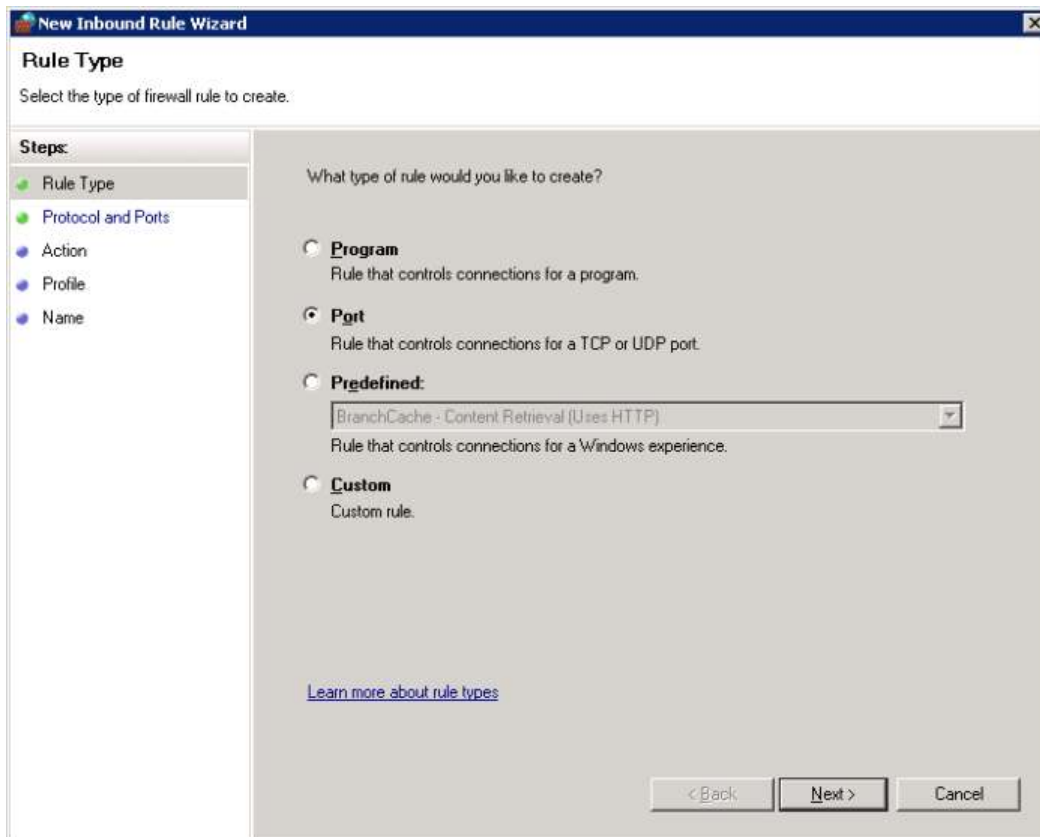 New Inbound Rule Wizard
Rule Type
Select the type of firewall rule to create.
Steps:
Rule Type
Protocol and Ports
Action
Profile
Name
What type of rule would you like to create?
Program
Rule that controls connections for a program.
Port
Rule that controls connections for a TCP or UDP port.
Predefined:
BranchCache - Content Retrieval (Uses HTTP)
Rule that controls connections for a Windows experience.
Custom
Custom rule.
Learn more about rule types
< Back Next > Cancel